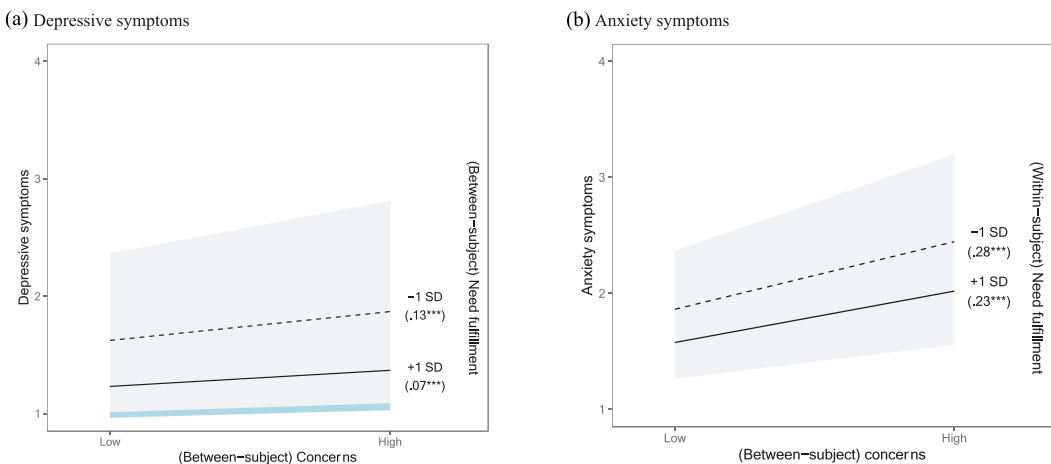 (a) Depressive symptoms
4
3
2
1
Depressive symptoms
Low
High
(Between−subject) Concerns
−1 SD
(.13***)
+1 SD
(.07***)
(Between−subject) Need fulfillment
(b) Anxiety symptoms
4
3
2
1
Anxiety symptoms
Low
High
(Between−subject) concerns
−1 SD
(.28***)
+1 SD
(.23***)
(Within−subject) Need fulfillment